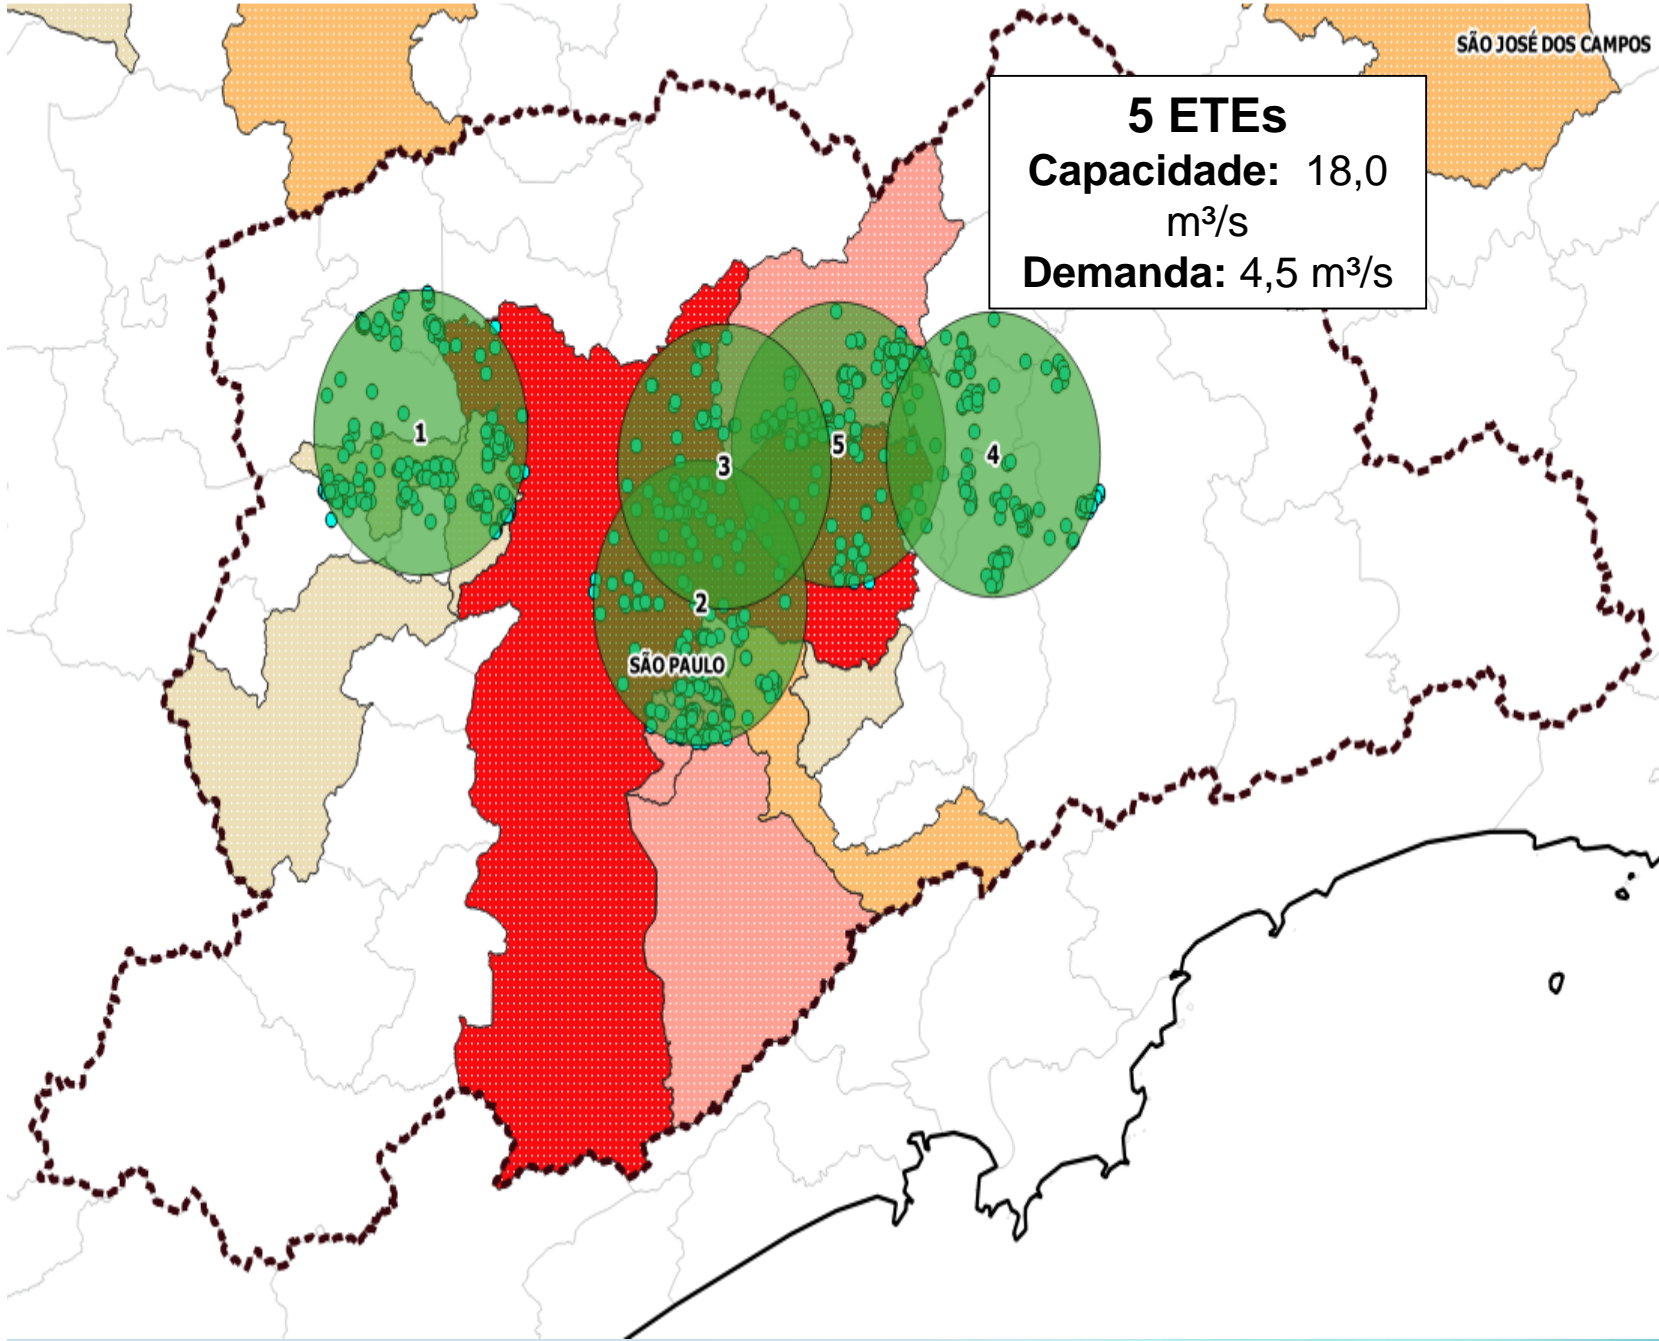 SÃO JOSÉ DOS CAMPOS
5 ETEs
Capacidade: 18,0
m³/s
Demanda: 4,5 m³/s
1
5
4
3
2
SÃO PAULO